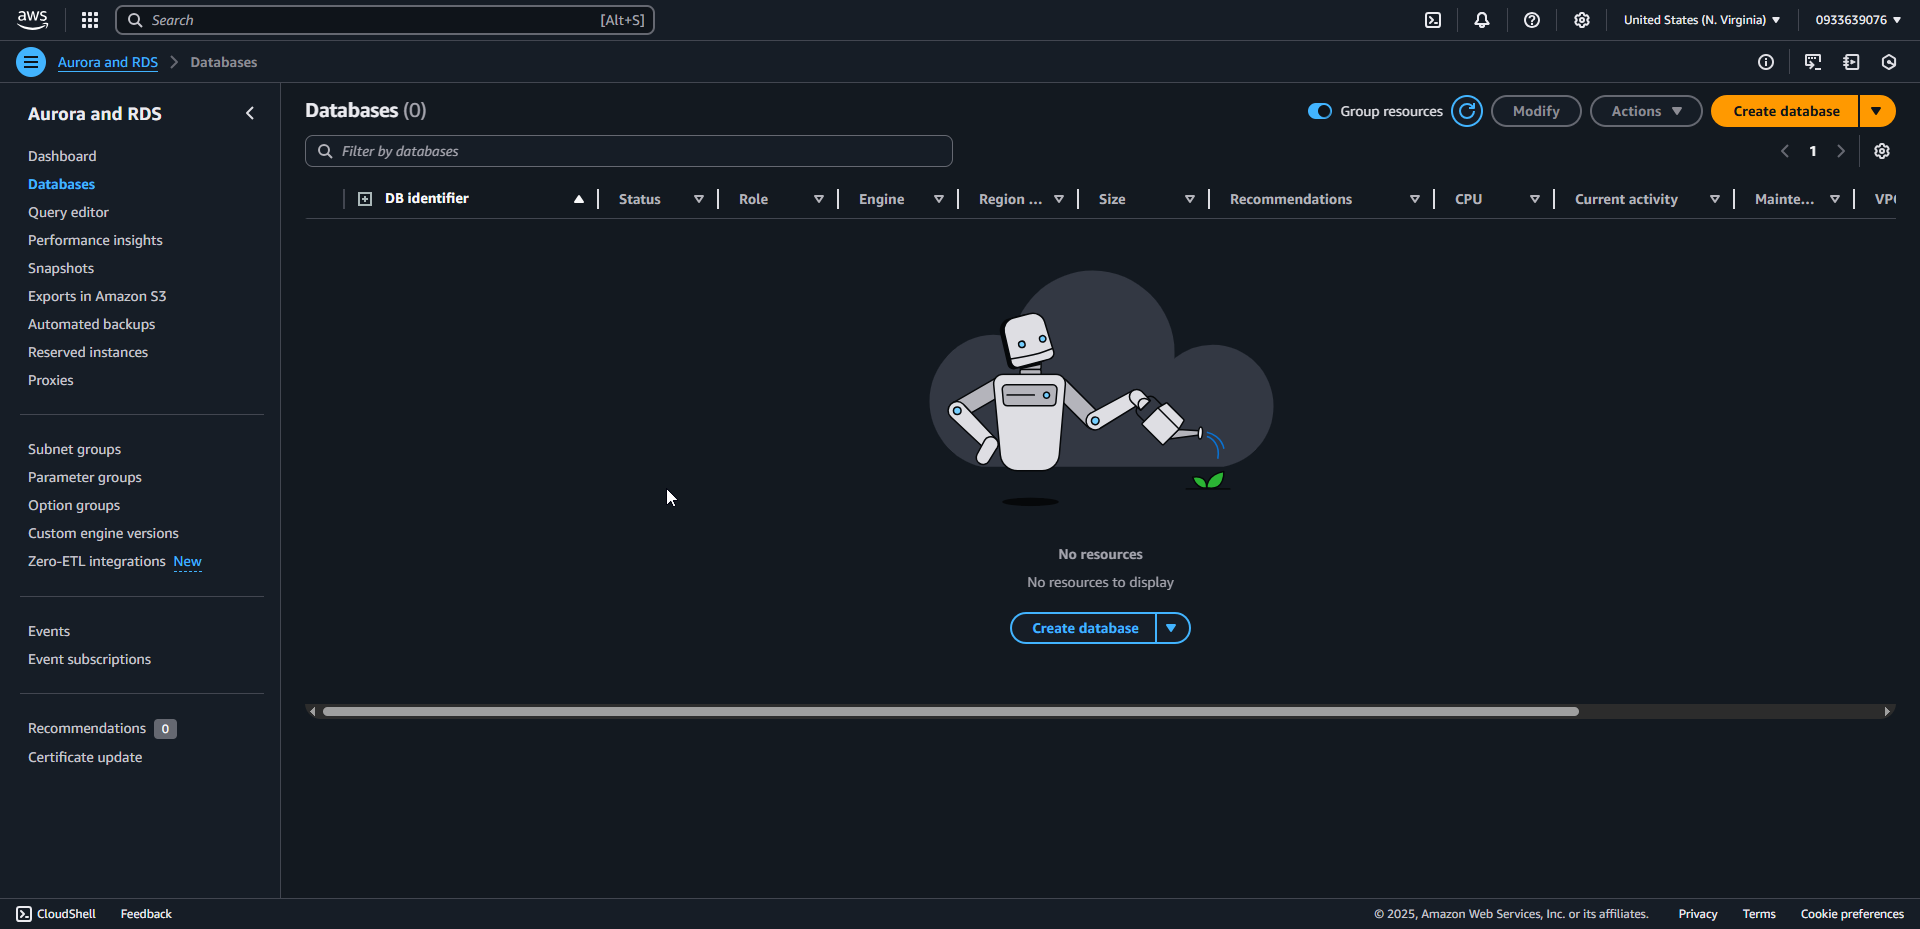 aws
Search [Alt+S]
United States (N. Virginia)
0933639076
Aurora and RDS
Databases
Aurora and RDS
Dashboard
Databases
Query editor
Performance insights
Snapshots
Exports in Amazon S3
Automated backups
Reserved instances
Proxies
Subnet groups
Parameter groups
Option groups
Custom engine versions
Zero-ETL integrations New
Events
Event subscriptions
Recommendations 0
Certificate update
Databases (0)
Group resources
Modify
Actions
Create database
Filter by databases
1
DB identifier
Status
Role
Engine
Region ...
Size
Recommendations
CPU
Current activity
Mainte...
No resources
No resources to display
Create database
CloudShell
Feedback
© 2025, Amazon Web Services, Inc. or its affiliates.
Privacy
Terms
Cookie preferences